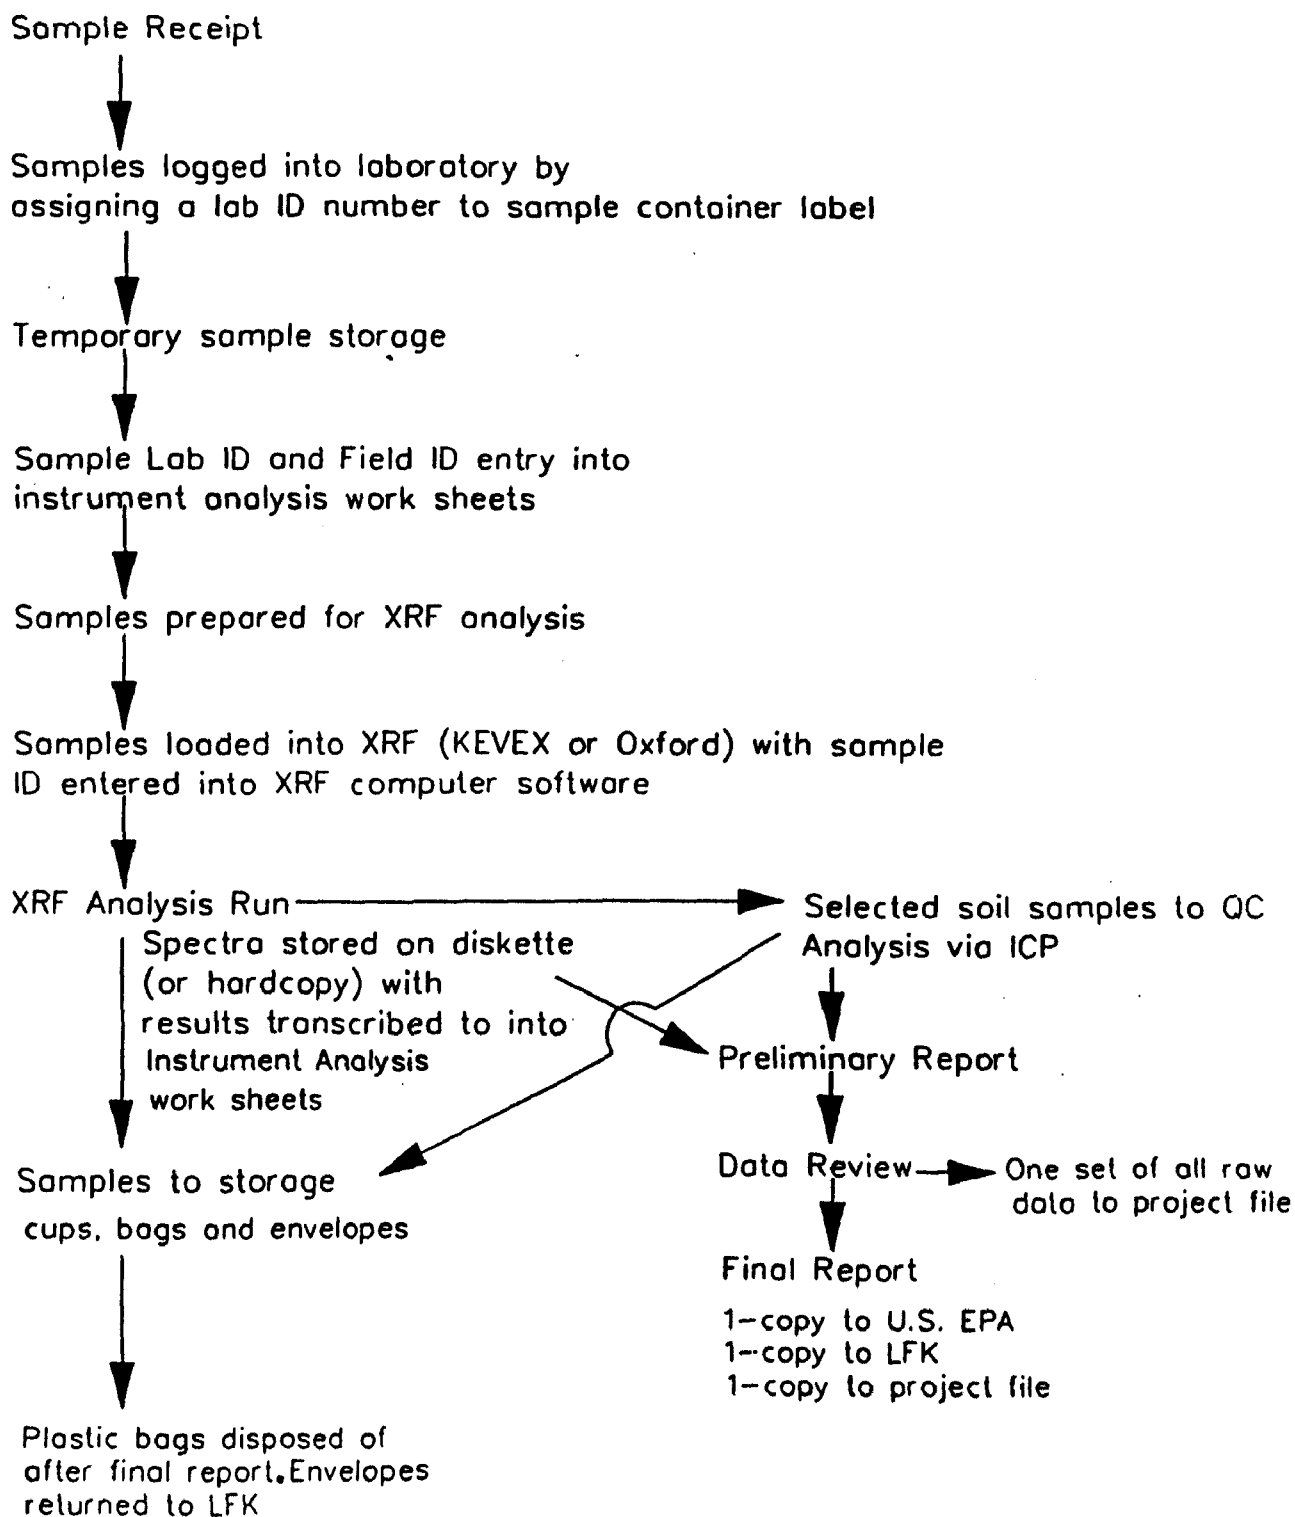 Sample Receipt
Samples logged into laboratory by
assigning a lab ID number to sample container label
Temporary sample storage
Sample Lab ID and Field ID entry into
instrument analysis work sheets
Samples prepared for XRF analysis
Samples loaded into XRF (KEVEX or Oxford) with sample
ID entered into XRF computer software
XRF Analysis Run
Spectra stored on diskette
(or hardcopy) with
results transcribed to into
Instrument Analysis
work sheets
Selected soil samples to QC
Analysis via ICP
Preliminary Report
Data Review
One set of all raw
data to project file
Final Report
1-copy to U.S. EPA
1-copy to LFK
1-copy to project file
Samples to storage
cups, bags and envelopes
Plastic bags disposed of
after final report. Envelopes
returned to LFK